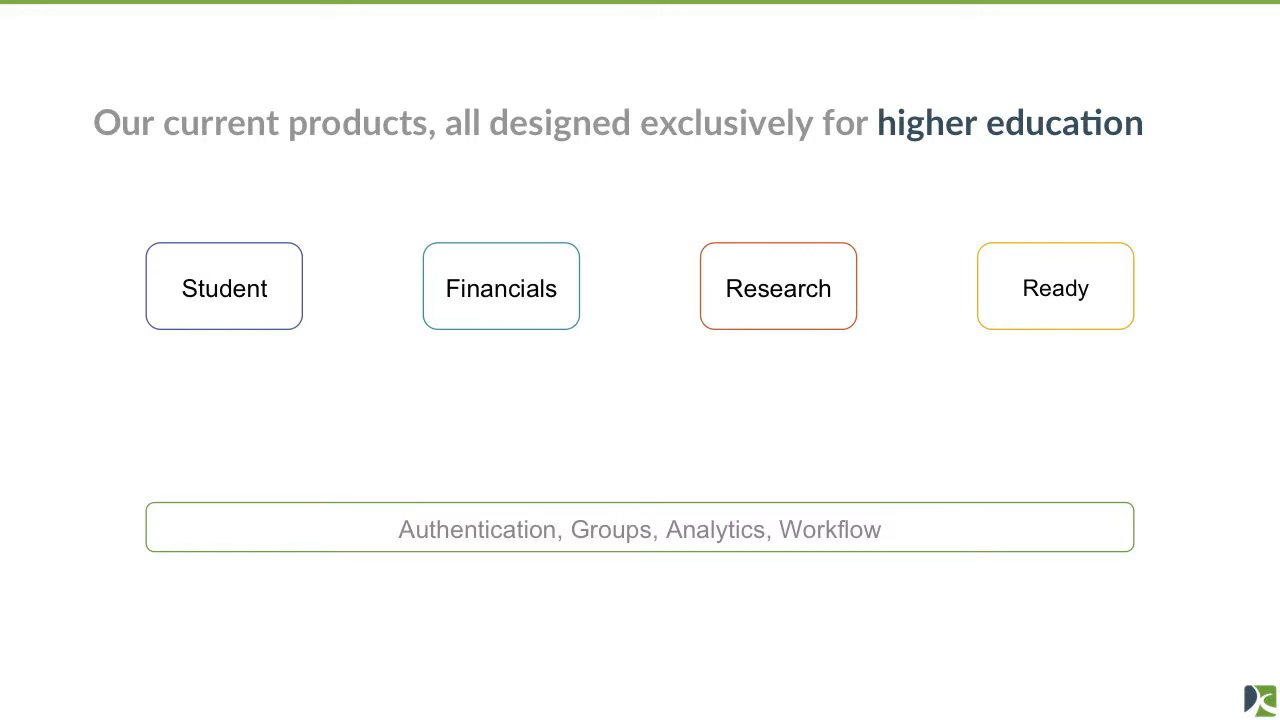 Our current products, all designed exclusively for higher education
Student
Financials
Research
Ready
Authentication, Groups, Analytics, Workflow